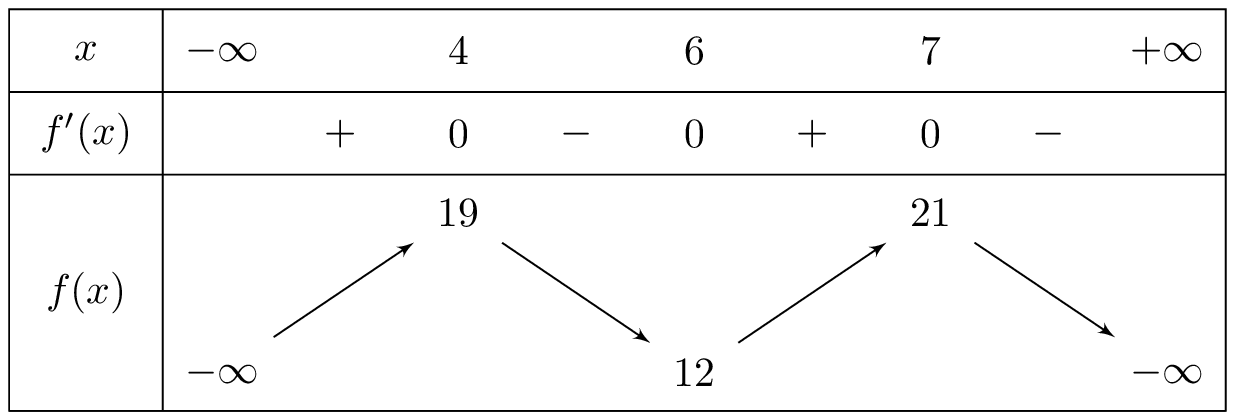 x −∞ 4 6 7 +∞
f′(x) + 0 − 0 + 0 −
19 21
f(x)
−∞ 12 −∞